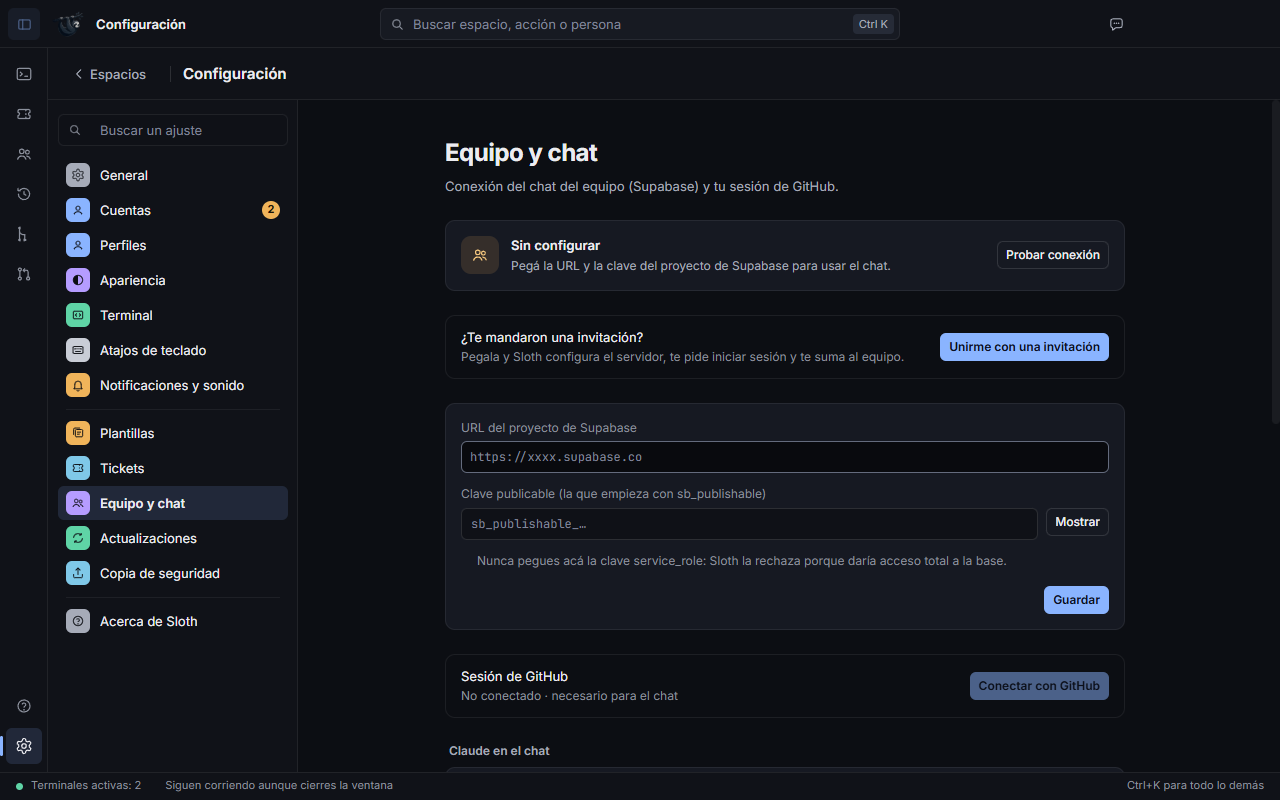 Configuración
Buscar espacio, acción o persona
Ctrl K
Espacios
Configuración
Buscar un ajuste
General
Cuentas
2
Perfiles
Apariencia
Terminal
Atajos de teclado
Notificaciones y sonido
Plantillas
Tickets
Equipo y chat
Actualizaciones
Copia de seguridad
Acerca de Sloth
Equipo y chat
Conexión del chat del equipo (Supabase) y tu sesión de GitHub.
Sin configurar
Pegá la URL y la clave del proyecto de Supabase para usar el chat.
Probar conexión
¿Te mandaron una invitación?
Pegala y Sloth configura el servidor, te pide iniciar sesión y te suma al equipo.
Unirme con una invitación
URL del proyecto de Supabase
https://xxxx.supabase.co
Clave publicable (la que empieza con sb_publishable)
sb_publishable_…
Mostrar
Nunca pegues acá la clave service_role: Sloth la rechaza porque daría acceso total a la base.
Guardar
Sesión de GitHub
No conectado · necesario para el chat
Conectar con GitHub
Claude en el chat
Terminales activas: 2
Siguen corriendo aunque cierres la ventana
Ctrl+K para todo lo demás